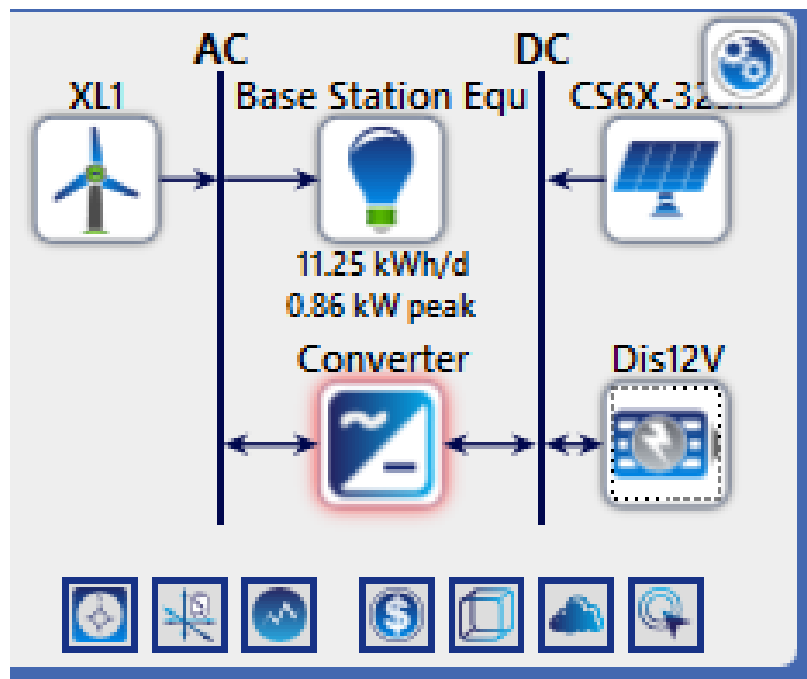 AC
DC
XL1
Base Station Equ
11.25 kWh/d
0.86 kW peak
Converter
Dis12V